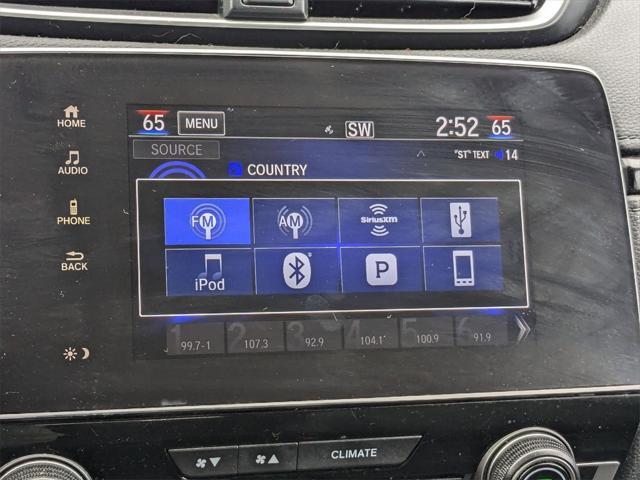 65 MENU SW 2:52 65
HOME
SOURCE "ST" TEXT 14
COUNTRY
AUDIO
FM AM SiriusXM
PHONE
BACK
iPod P
1 2 3 4 5 6
99.7-1 107.3 92.9 104.1 100.9 91.9
CLIMATE